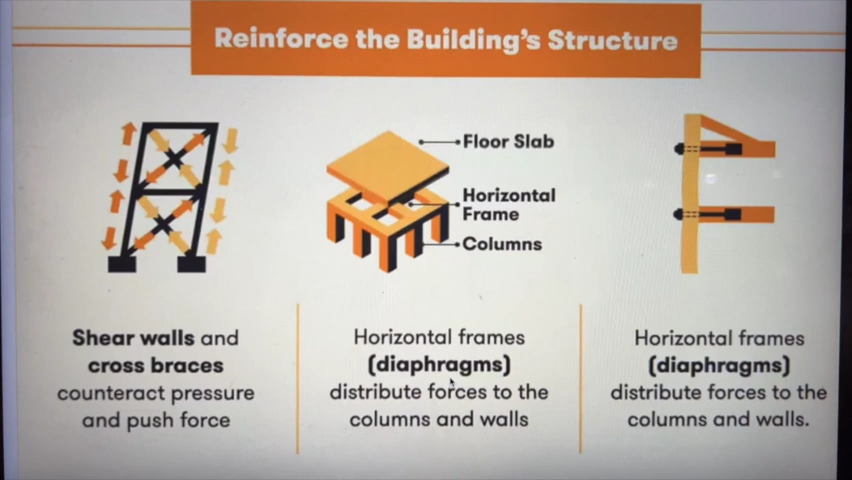 Reinforce the Building's Structure
Floor Slab
Horizontal
Frame
Columns
Shear walls and
cross braces
counteract pressure
and push force
Horizontal frames
(diaphragms)
distribute forces to the
columns and walls
Horizontal frames
(diaphragms)
distribute forces to the
columns and walls.